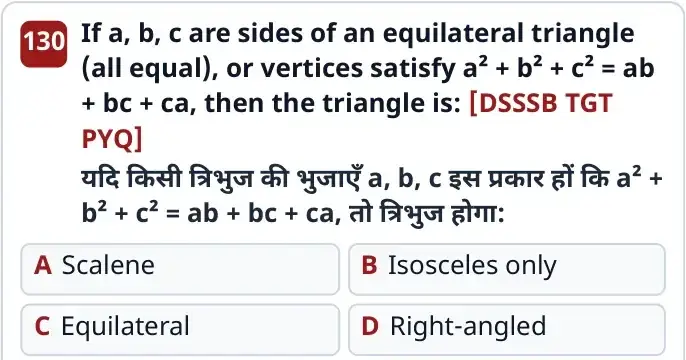 130 If a, b, c are sides of an equilateral triangle
(all equal), or vertices satisfy a² + b² + c² = ab
+ bc + ca, then the triangle is: [DSSSB TGT
PYQ]
यदि किसी त्रिभुज की भुजाएँ a, b, c इस प्रकार हों कि a² +
b² + c² = ab + bc + ca, तो त्रिभुज होगा:
A Scalene
B Isosceles only
C Equilateral
D Right-angled